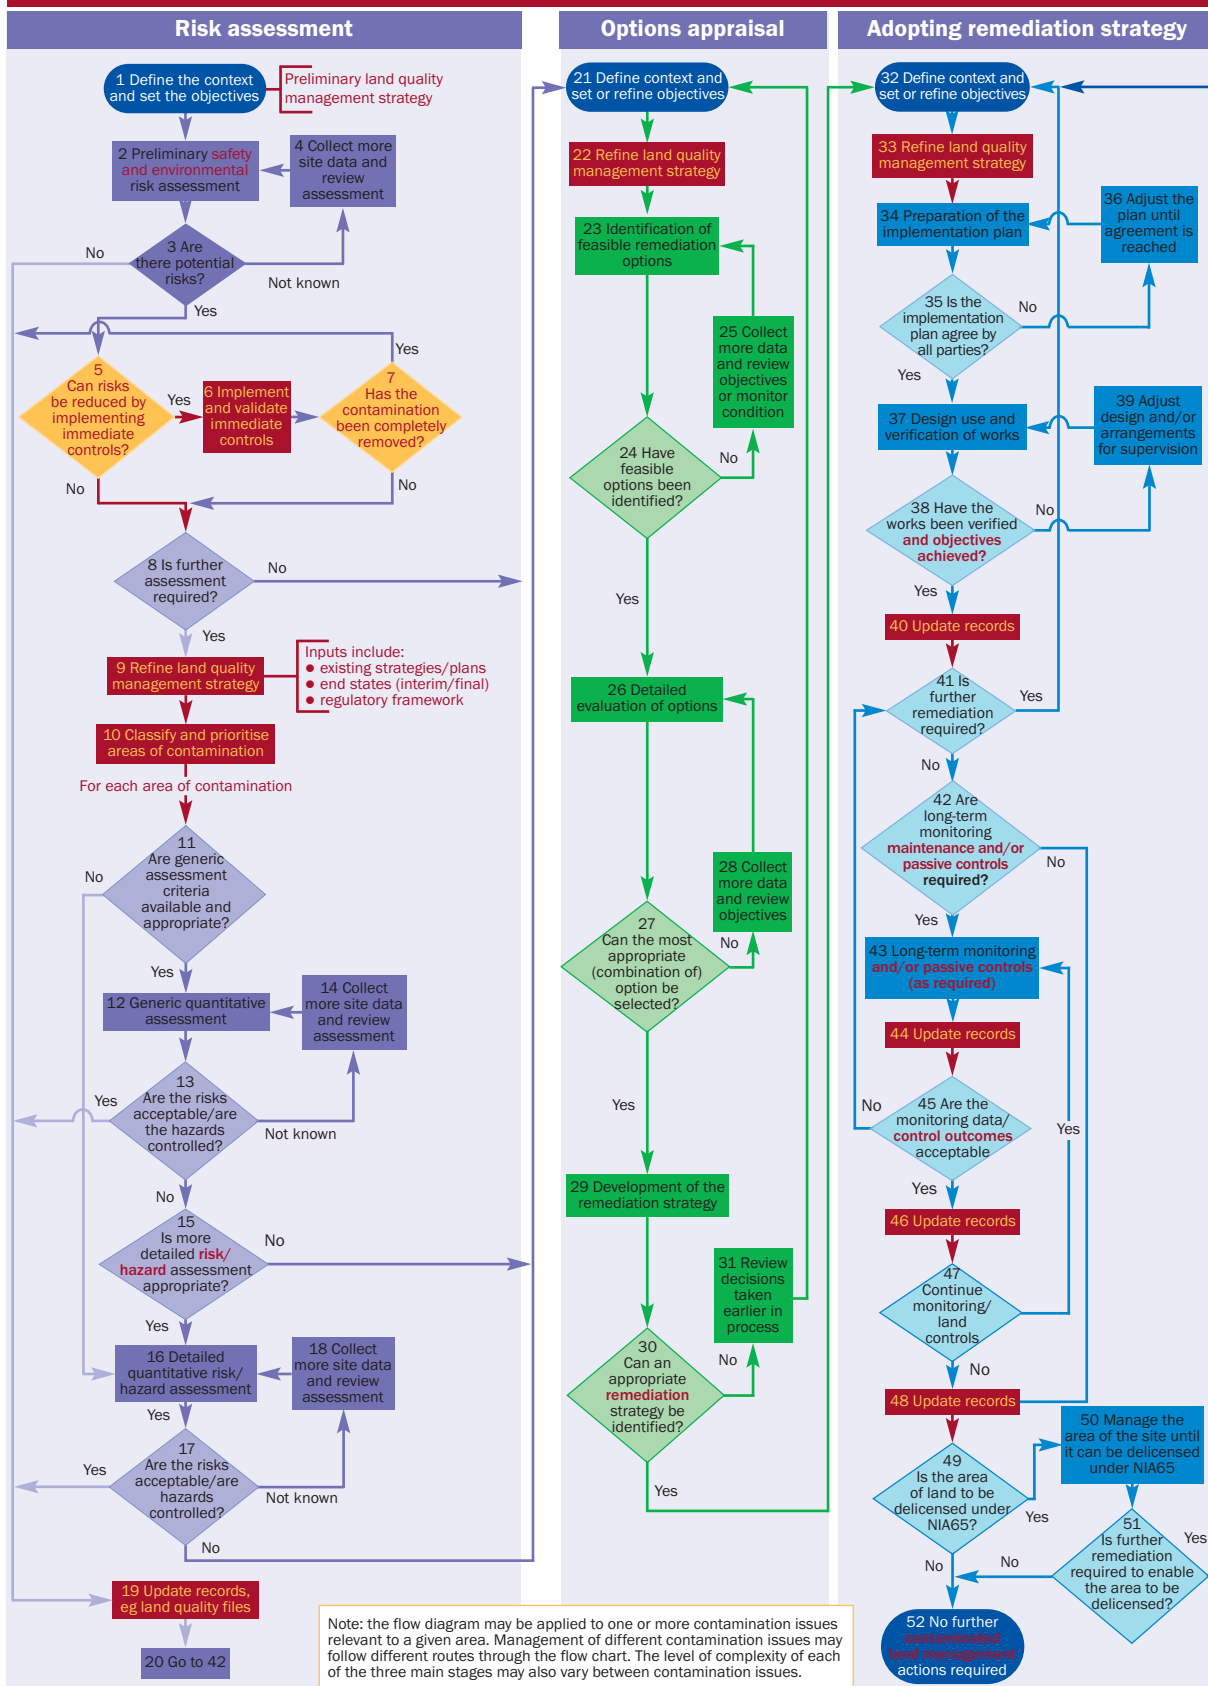 Risk assessment
1 Define the context
and set the objectives
Preliminary land quality
management strategy
2 Preliminary safety
and environmental
risk assessment
4 Collect more
site data and
review
assessment
3 Are
there potential
risks?
No
Not known
Yes
5
Can risks
be reduced by
implementing
immediate
controls?
Yes
6 Implement
and validate
immediate
controls
7
Has the
contamination
been completely
removed?
Yes
No
No
8 Is further
assessment
required?
No
Yes
9 Refine land quality
management strategy
Inputs include:
● existing strategies/plans
● end states (interim/final)
● regulatory framework
10 Classify and prioritise
areas of contamination
For each area of contamination
11
Are generic
assessment
criteria
available and
appropriate?
No
Yes
12 Generic quantitative
assessment
14 Collect
more site data
and review
assessment
13
Are the risks
acceptable/are
the hazards
controlled?
Yes
Not known
No
15
Is more
detailed risk/
hazard assessment
appropriate?
No
Yes
16 Detailed
quantitative risk/
hazard assessment
18 Collect
more site data
and review
assessment
Yes
17
Are the risks
acceptable/are
hazards
controlled?
Yes
Not known
No
19 Update records,
eg land quality files
20 Go to 42
Options appraisal
21 Define context and
set or refine objectives
22 Refine land quality
management strategy
23 Identification of
feasible remediation
options
25 Collect
more data
and review
objectives
or monitor
condition
24 Have
feasible
options been
identified?
No
Yes
26 Detailed
evaluation of options
28 Collect
more data
and review
objectives
27
Can the most
appropriate
(combination of)
option be
selected?
No
Yes
29 Development of the
remediation strategy
31 Review
decisions
taken
earlier in
process
30
Can an
appropriate
remediation
strategy be
identified?
No
Yes
Adopting remediation strategy
32 Define context and
set or refine objectives
33 Refine land quality
management strategy
34 Preparation of the
implementation plan
36 Adjust the
plan until
agreement is
reached
35 Is the
implementation
plan agree by
all parties?
No
Yes
37 Design use and
verification of works
39 Adjust
design and/or
arrangements
for supervision
38 Have the
works been verified
and objectives
achieved?
No
Yes
40 Update records
41 Is
further
remediation
required?
Yes
No
42 Are
long-term
monitoring
maintenance and/or
passive controls
required?
No
Yes
43 Long-term monitoring
and/or passive controls
(as required)
44 Update records
45 Are the
monitoring data/
control outcomes
acceptable
No
Yes
Yes
46 Update records
47
Continue
monitoring/
land
controls
No
48 Update records
49
Is the area
of land to be
delicensed under
NIA65?
Yes
No
50 Manage the
area of the site until
it can be delicensed
under NIA65
51
Is further
remediation
required to enable
the area to be
delicensed?
Yes
No
52 No further
contaminated
land management
actions required
Note: the flow diagram may be applied to one or more contamination issues
relevant to a given area. Management of different contamination issues may
follow different routes through the flow chart. The level of complexity of each
of the three main stages may also vary between contamination issues.